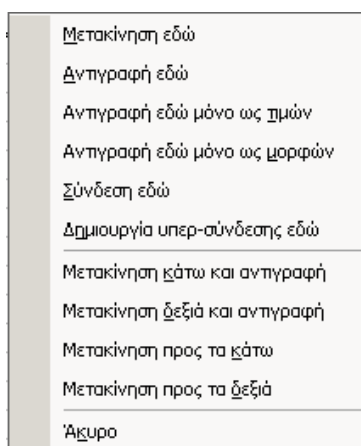 Μετακίνηση εδώ
Αντιγραφή εδώ
Αντιγραφή εδώ μόνο ως τιμών
Αντιγραφή εδώ μόνο ως μορφών
Σύνδεση εδώ
Δημιουργία υπερ-σύνδεσης εδώ
Μετακίνηση κάτω και αντιγραφή
Μετακίνηση δεξιά και αντιγραφή
Μετακίνηση προς τα κάτω
Μετακίνηση προς τα δεξιά
Άκυρο